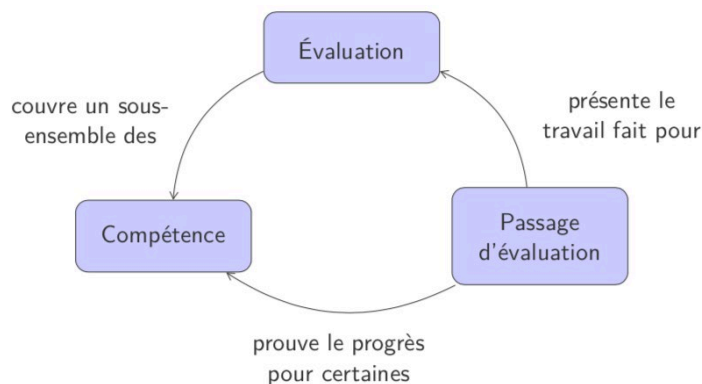 Évaluation
couvre un sous-
ensemble des
présente le
travail fait pour
Compétence
Passage
d'évaluation
prouve le progrès
pour certaines